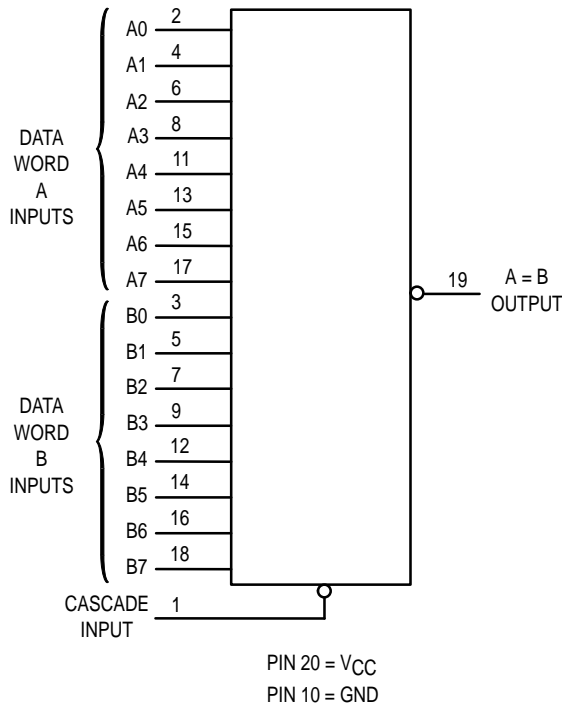 A0 2
A1 4
A2 6
A3 8
A4 11
A5 13
A6 15
A7 17
DATA
WORD
A
INPUTS
B0 3
B1 5
B2 7
B3 9
B4 12
B5 14
B6 16
B7 18
DATA
WORD
B
INPUTS
19 A = B
OUTPUT
CASCADE 1
INPUT
PIN 20 = VCC
PIN 10 = GND